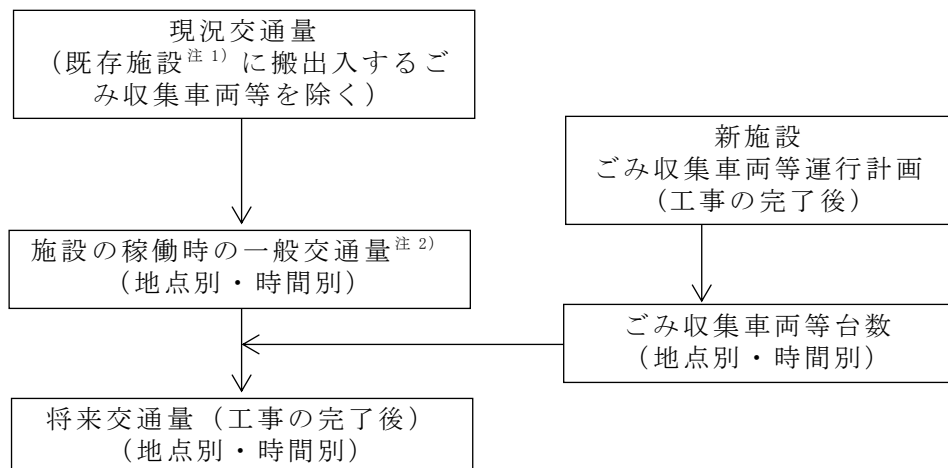 現況交通量
（既存施設注1）に搬出入するご
み収集車両等を除く）
新施設
ごみ収集車両等運行計画
（工事の完了後）
施設の稼働時の一般交通量注2）
（地点別・時間別）
ごみ収集車両等台数
（地点別・時間別）
将来交通量（工事の完了後）
（地点別・時間別）